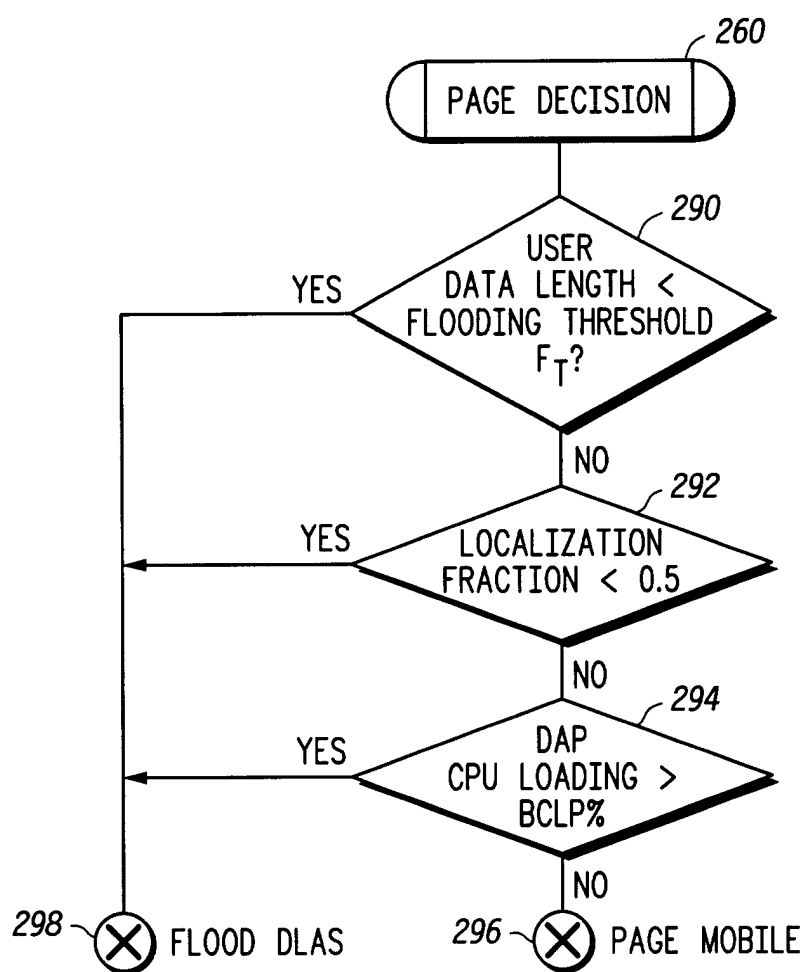 260
PAGE DECISION
290
USER
DATA LENGTH <
FLOODING THRESHOLD
F_T?
YES
NO
292
LOCALIZATION
FRACTION < 0.5
YES
NO
294
DAP
CPU LOADING >
BCLP%
YES
NO
298
FLOOD DLAS
296
PAGE MOBILE